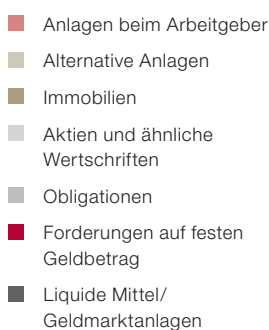 Anlagen beim Arbeitgeber
Alternative Anlagen
Immobilien
Aktien und ähnliche
Wertschriften
Obligationen
Forderungen auf festen
Geldbetrag
Liquide Mittel/
Geldmarktanlagen